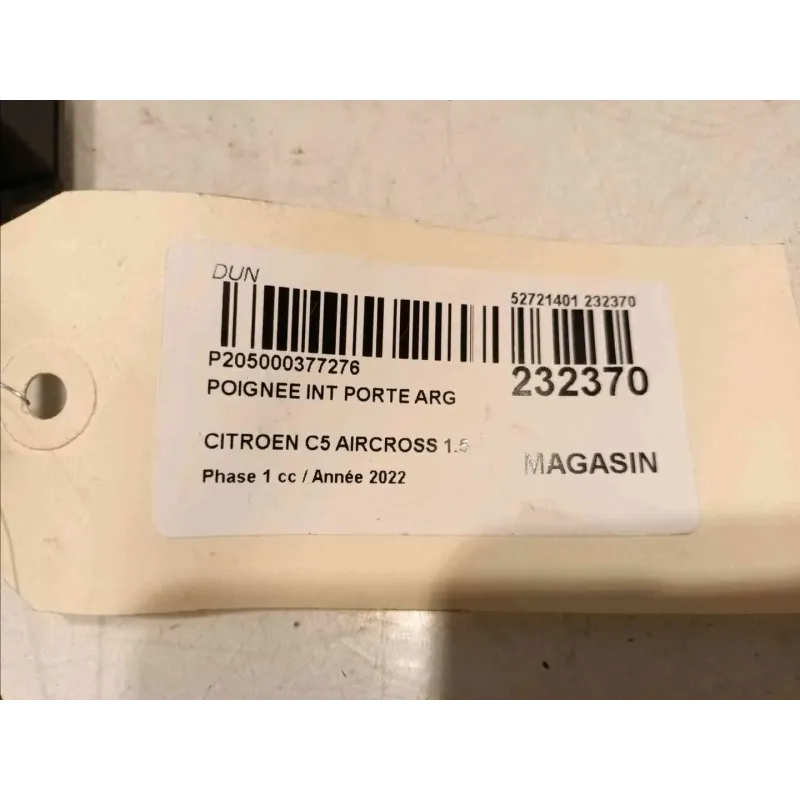 DUN
52721401 232370
P205000377276
232370
POIGNEE INT PORTE ARG
CITROEN C5 AIRCROSS 1.5
MAGASIN
Phase 1 cc / Année 2022